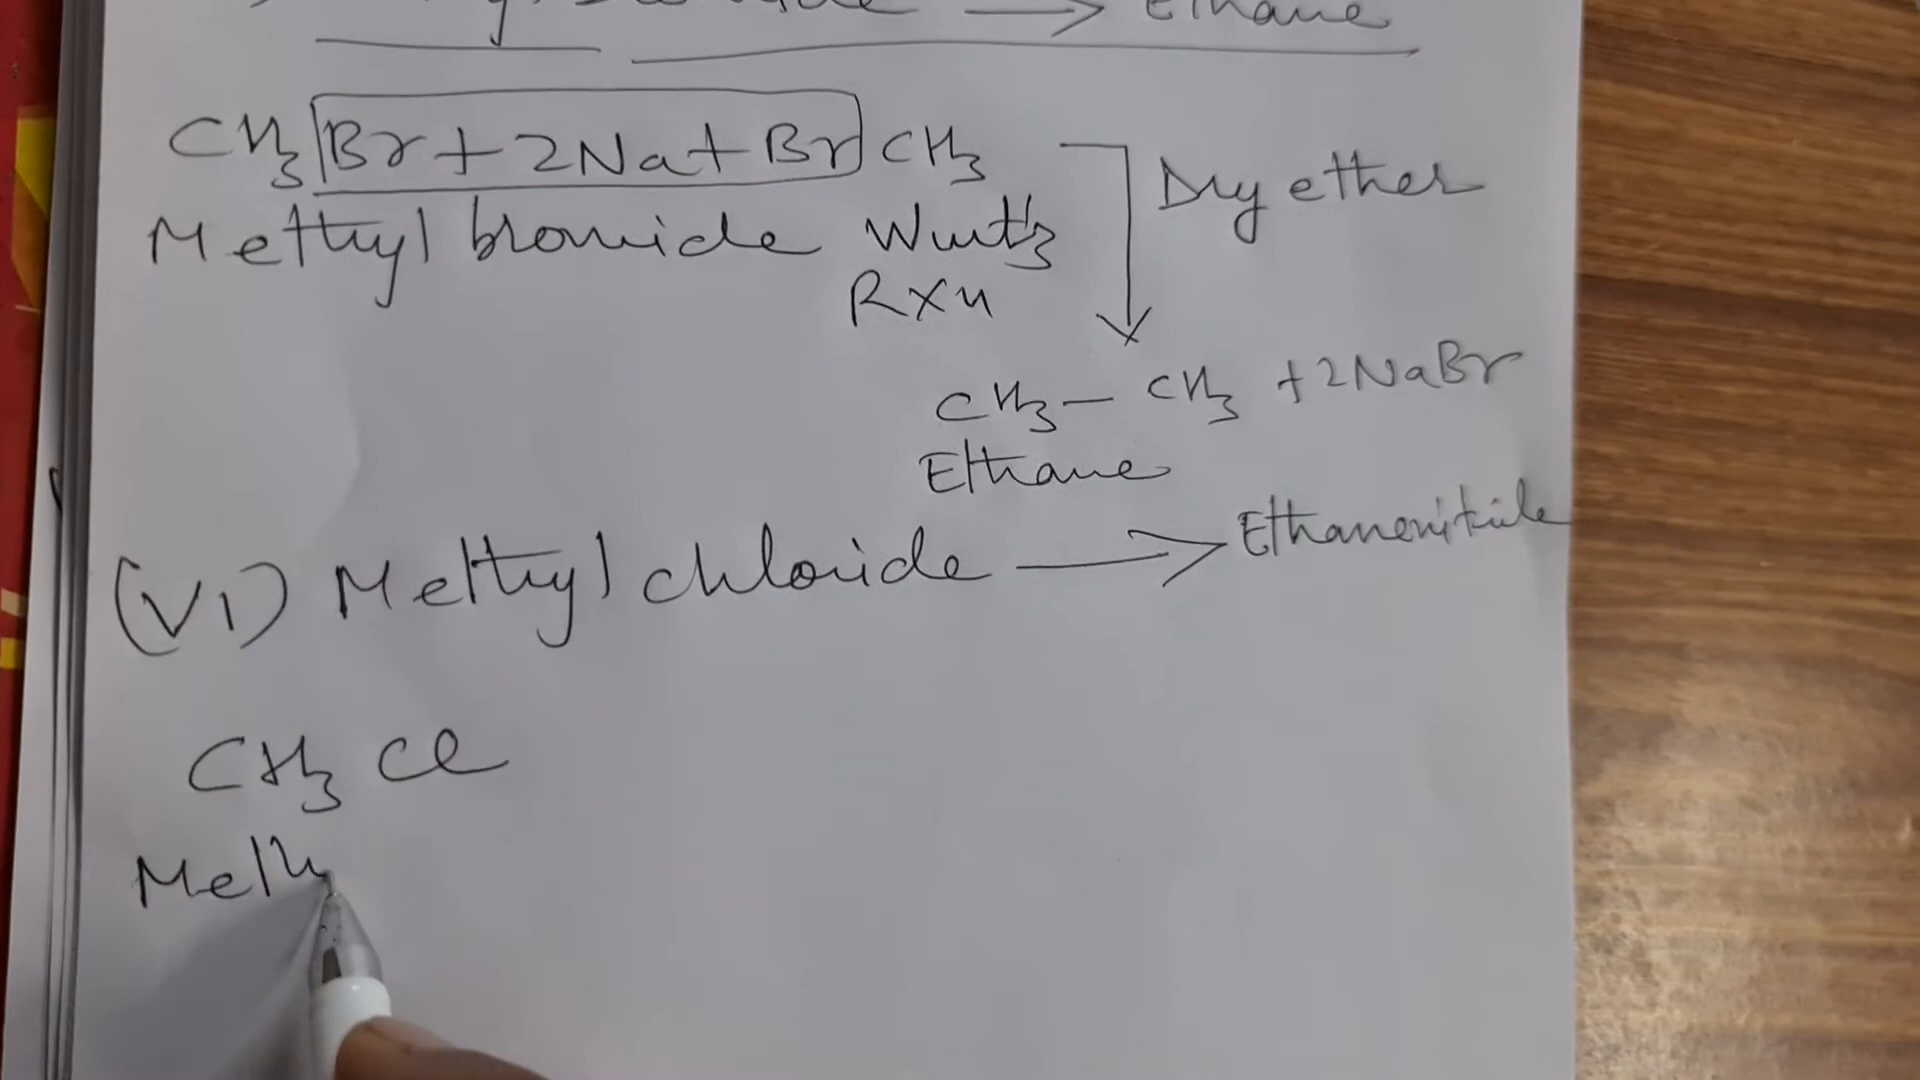 → Ethane
CH3 Br + 2Na + Br CH3
Dry ether
Methyl bromide Wurtz
Rxn
CH3 - CH3 + 2NaBr
Ethane
(VI) Methyl chloride → Ethanenitrile
CH3 Cl
Meth